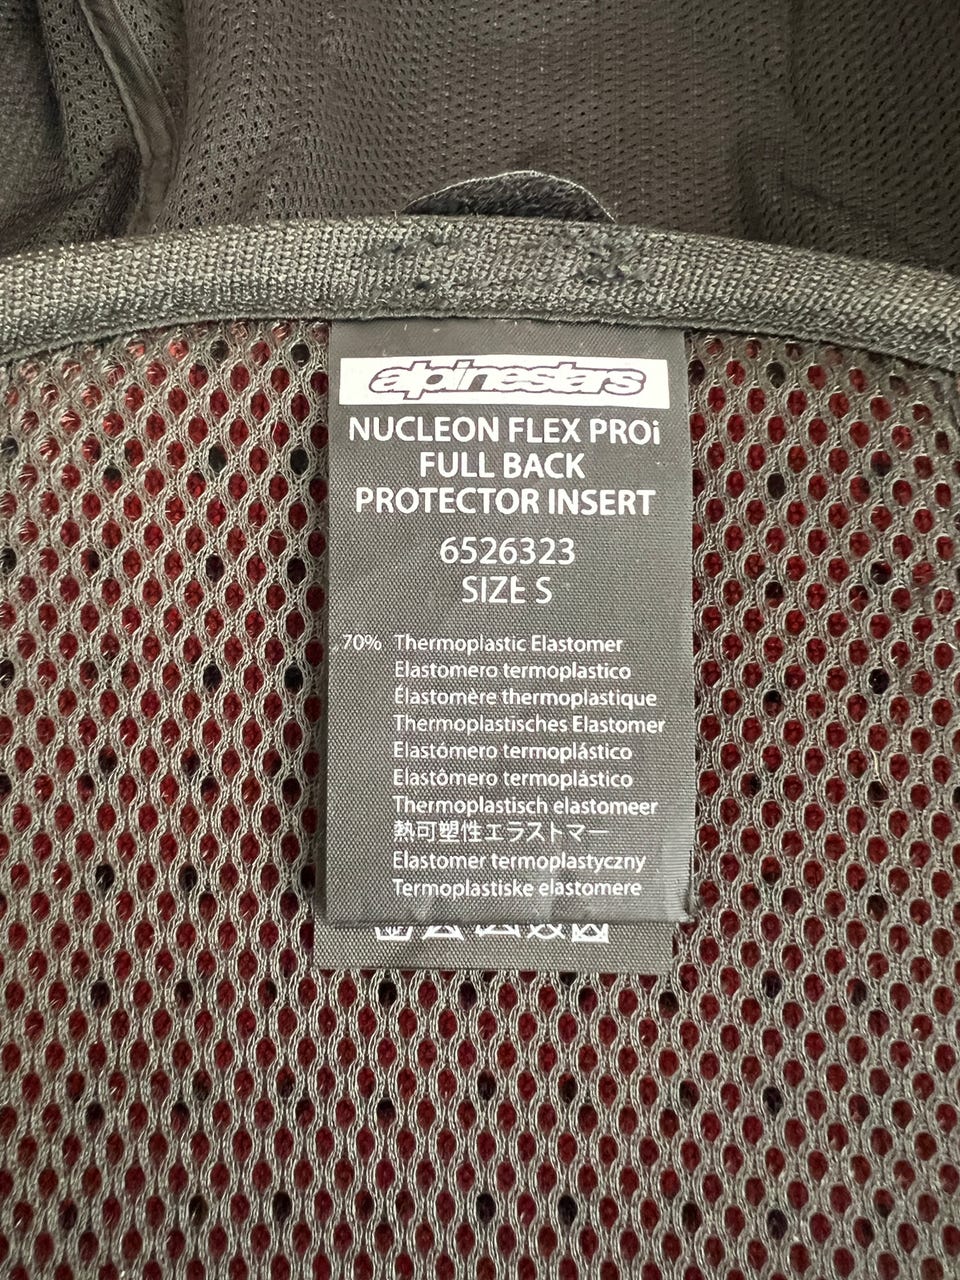 alpinestars
NUCLEON FLEX PROi
FULL BACK
PROTECTOR INSERT
6526323
SIZE S
70% Thermoplastic Elastomer
Elastomero termoplastico
Élastomère thermoplastique
Thermoplastisches Elastomer
Elastómero termoplástico
Elastômero termoplástico
Thermoplastisch elastomeer
熱可塑性エラストマー
Elastomer termoplastyczny
Termoplastiske elastomere